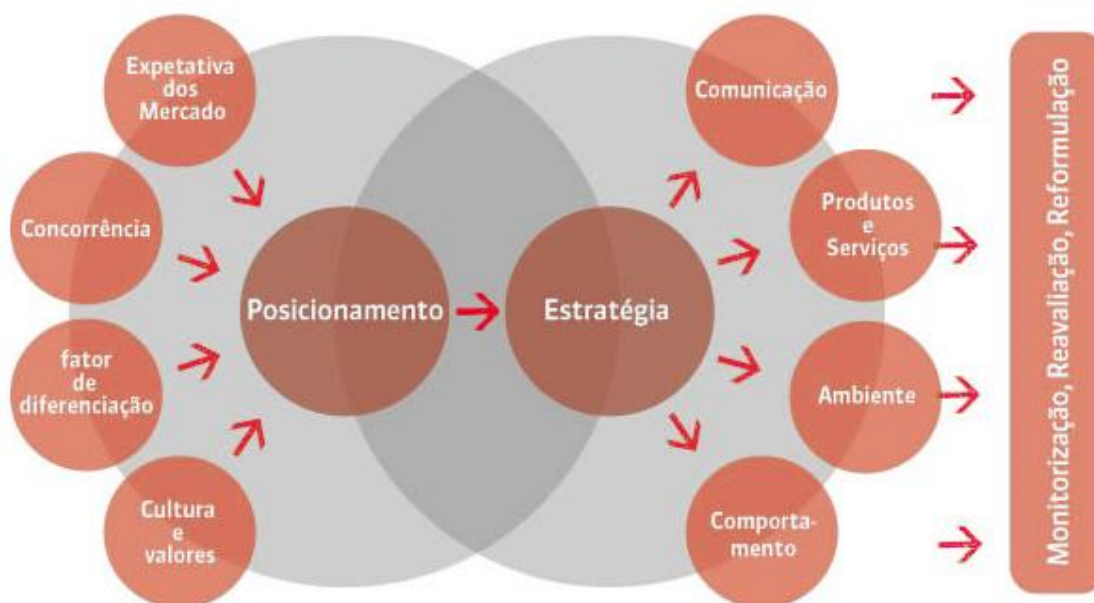 Expetativa
dos
Mercado
Concorrência
fator
de
diferenciação
Cultura
e
valores
Posicionamento
Estratégia
Comunicação
Produtos
e
Serviços
Ambiente
Comporta-
mento
Monitorização, Reavaliação, Reformulação